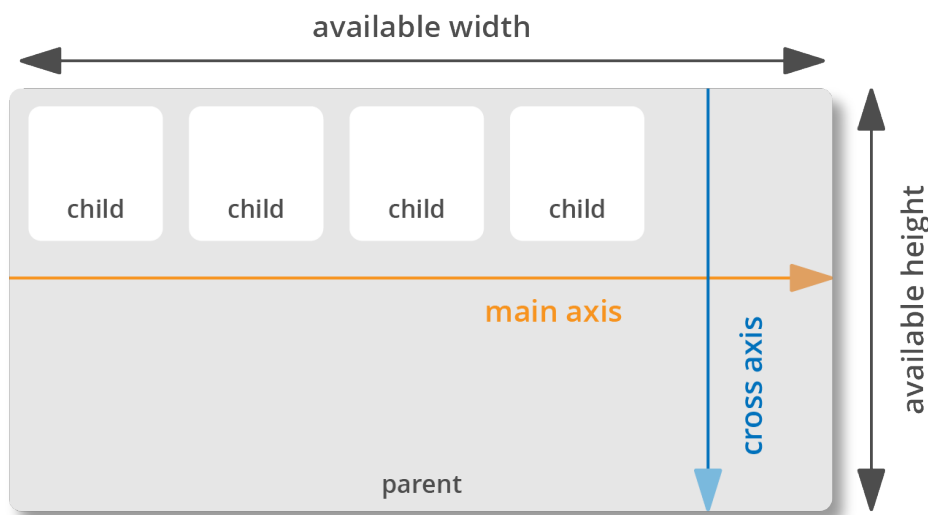 available width
child
child
child
child
main axis
cross axis
available height
parent